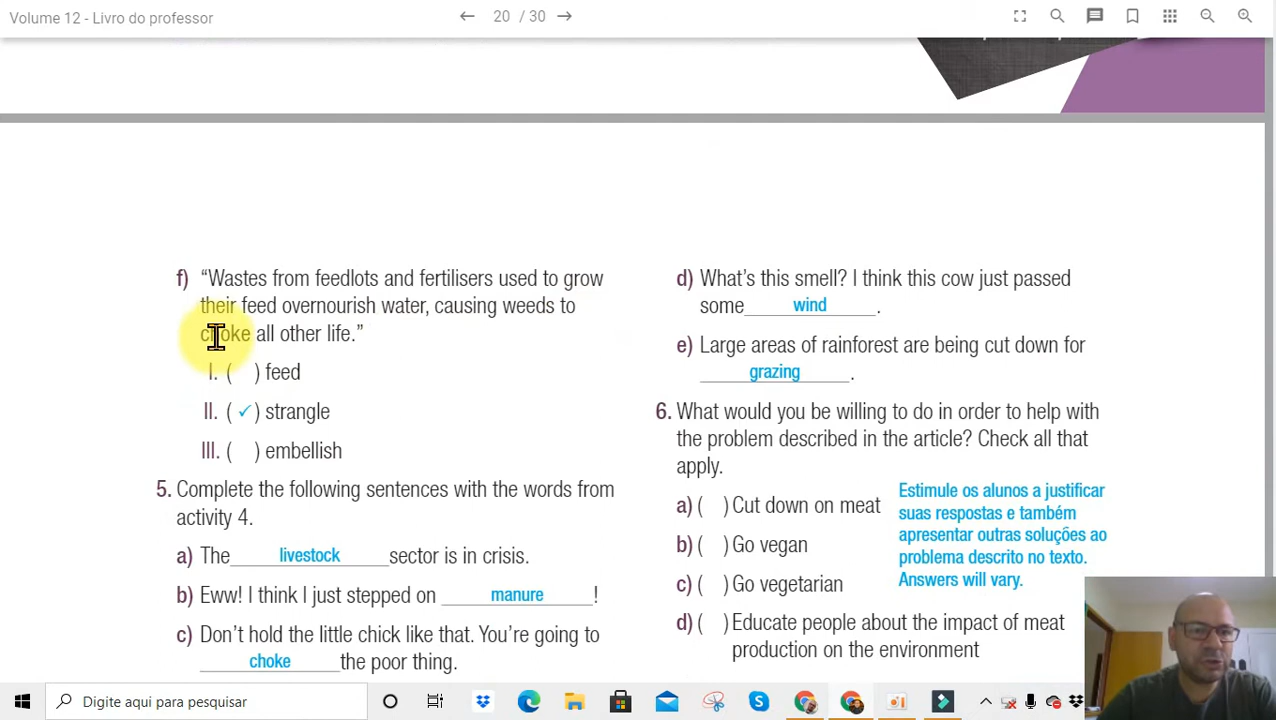 Volume 12 - Livro do professor
20 / 30
f) “Wastes from feedlots and fertilisers used to grow
their feed overnourish water, causing weeds to
choke all other life.”
I. ( ) feed
II. ( ✓ ) strangle
III. ( ) embellish
5. Complete the following sentences with the words from
activity 4.
a) The livestock sector is in crisis.
b) Eww! I think I just stepped on manure !
c) Don’t hold the little chick like that. You’re going to
choke the poor thing.
d) What’s this smell? I think this cow just passed
some wind .
e) Large areas of rainforest are being cut down for
grazing .
6. What would you be willing to do in order to help with
the problem described in the article? Check all that
apply.
a) ( ) Cut down on meat
b) ( ) Go vegan
c) ( ) Go vegetarian
d) ( ) Educate people about the impact of meat
production on the environment
Estimule os alunos a justificar
suas respostas e também
apresentar outras soluções ao
problema descrito no texto.
Answers will vary.
Digite aqui para pesquisar